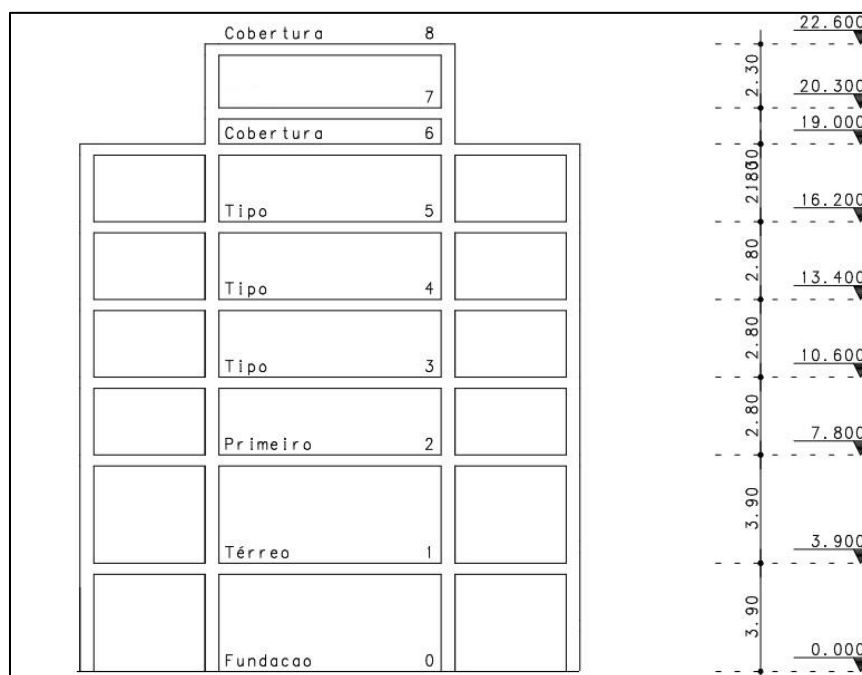 Cobertura 8
22.600
2.30
7
20.300
Cobertura 6
19.000
Tipo 5
16.200
2.80
Tipo 4
13.400
2.80
Tipo 3
10.600
2.80
Primeiro 2
7.800
3.90
Térreo 1
3.900
3.90
Fundacao 0
0.000